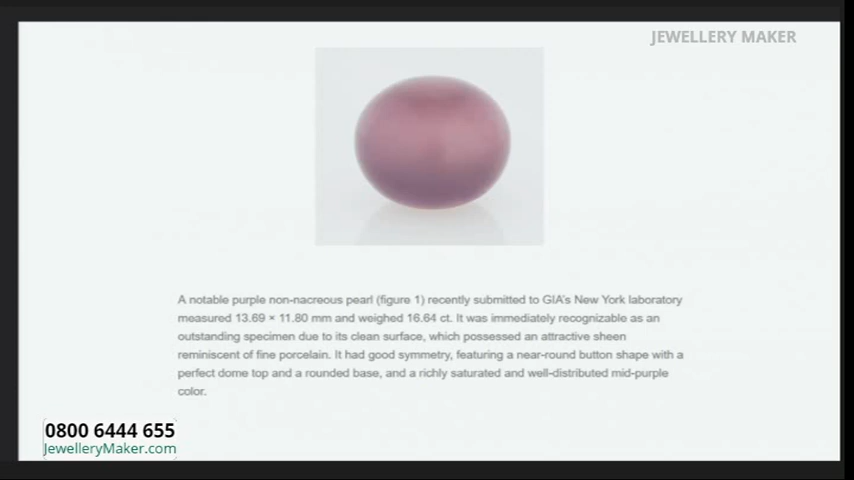 JEWELLERY MAKER
A notable purple non-nacreous pearl (figure 1) recently submitted to GIA's New York laboratory
measured 13.69 × 11.80 mm and weighed 16.64 ct. It was immediately recognizable as an
outstanding specimen due to its clean surface, which possessed an attractive sheen
reminiscent of fine porcelain. It had good symmetry, featuring a near-round button shape with a
perfect dome top and a rounded base, and a richly saturated and well-distributed mid-purple
color.
0800 6444 655
JewelleryMaker.com